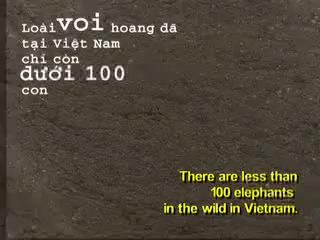 Loài voi hoang dã
tại Việt Nam
chỉ còn
dưới 100
con
There are less than
100 elephants
in the wild in Vietnam.